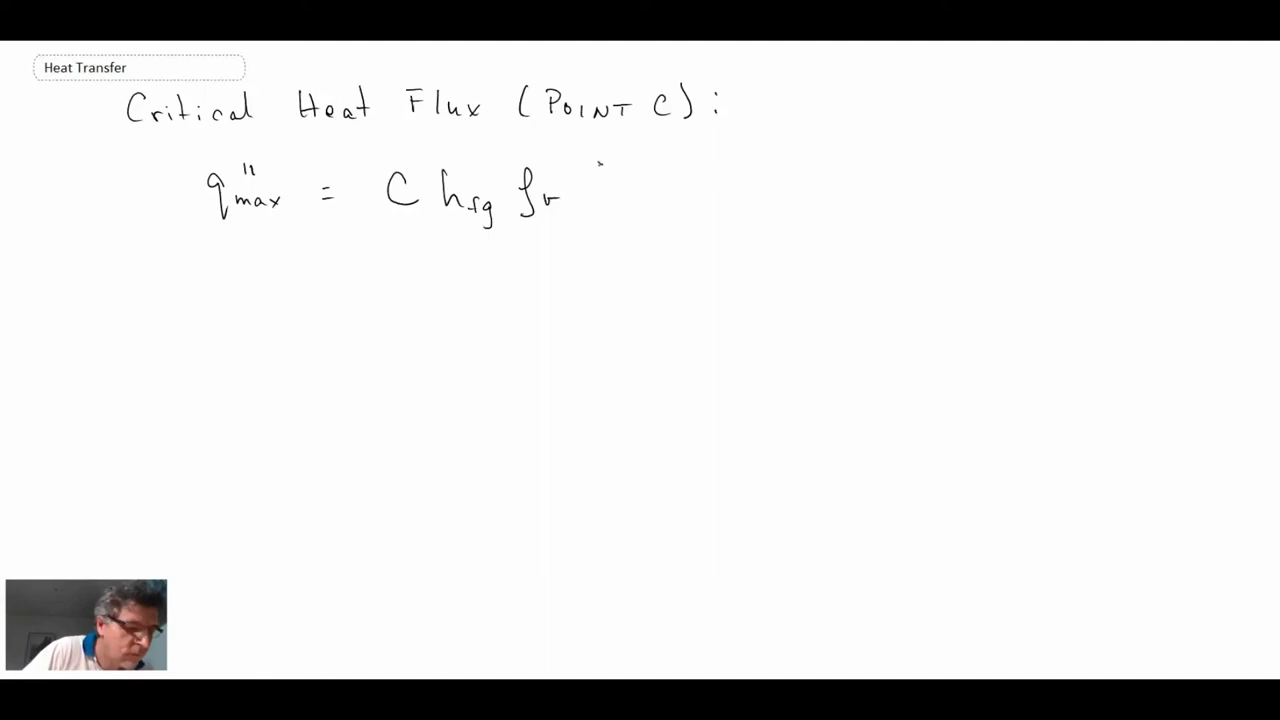 Heat Transfer
Critical Heat Flux (POINT C):
q"max = C hfg ρv